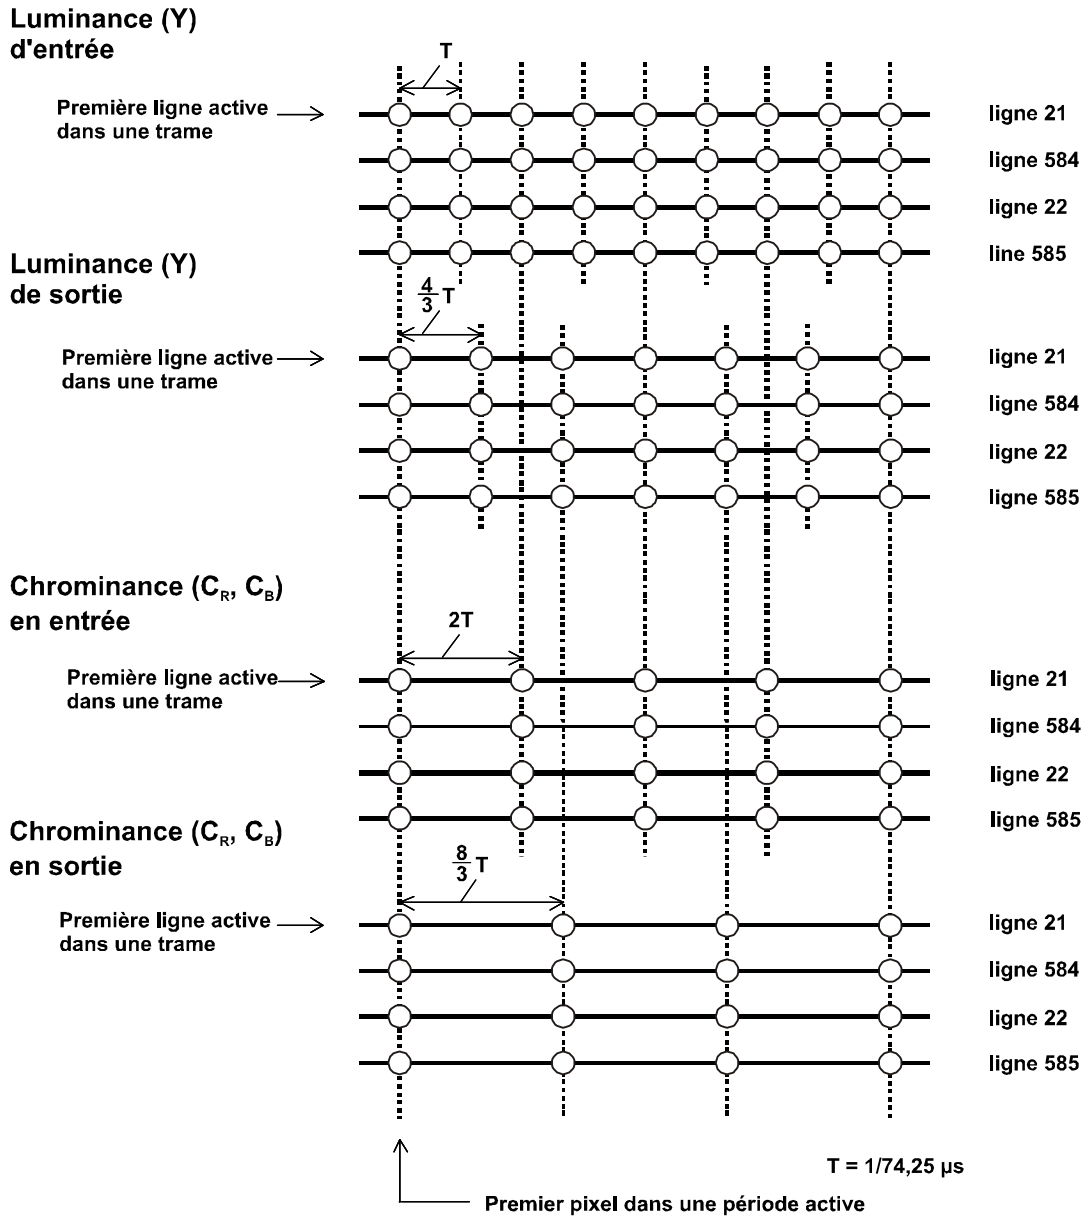 Luminance (Y)
d'entrée
T
Première ligne active
dans une trame
ligne 21
ligne 584
ligne 22
line 585
Luminance (Y)
de sortie
4/3 T
Première ligne active
dans une trame
ligne 21
ligne 584
ligne 22
ligne 585
Chrominance (CR, CB)
en entrée
2T
Première ligne active
dans une trame
ligne 21
ligne 584
ligne 22
ligne 585
Chrominance (CR, CB)
en sortie
8/3 T
Première ligne active
dans une trame
ligne 21
ligne 584
ligne 22
ligne 585
T = 1/74,25 µs
Premier pixel dans une période active